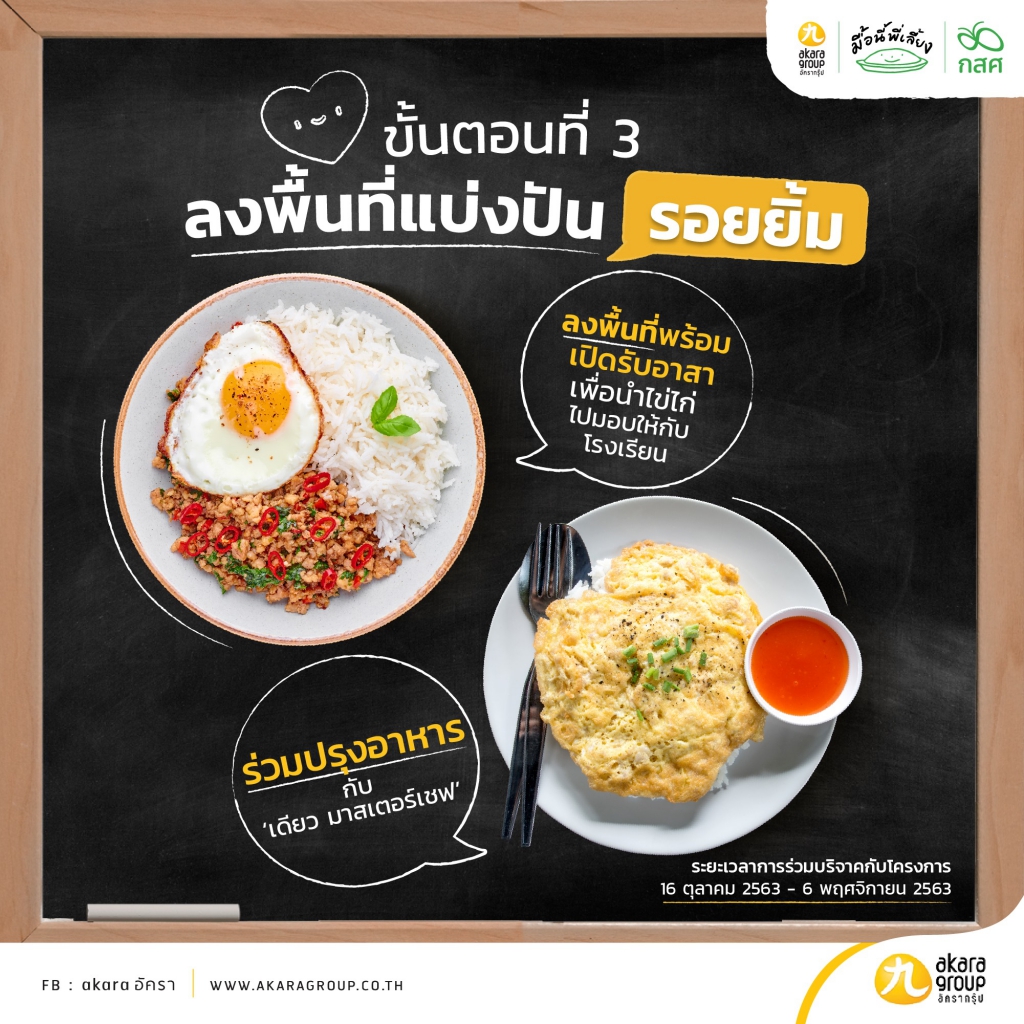 akara
group
อัครากรุ๊ป
มื้อนี้พี่เลี้ยง
กสศ
ขั้นตอนที่ 3
ลงพื้นที่แบ่งปัน รอยยิ้ม
ลงพื้นที่พร้อม
เปิดรับอาสา
เพื่อนำไข่ไก่
ไปมอบให้กับ
โรงเรียน
ร่วมปรุงอาหาร
กับ
‘เดียว มาสเตอร์เชฟ’
ระยะเวลาการร่วมบริจาคกับโครงการ
16 ตุลาคม 2563 - 6 พฤศจิกายน 2563
FB : akara อัครา
WWW.AKARAGROUP.CO.TH
akara
group
อัครากรุ๊ป